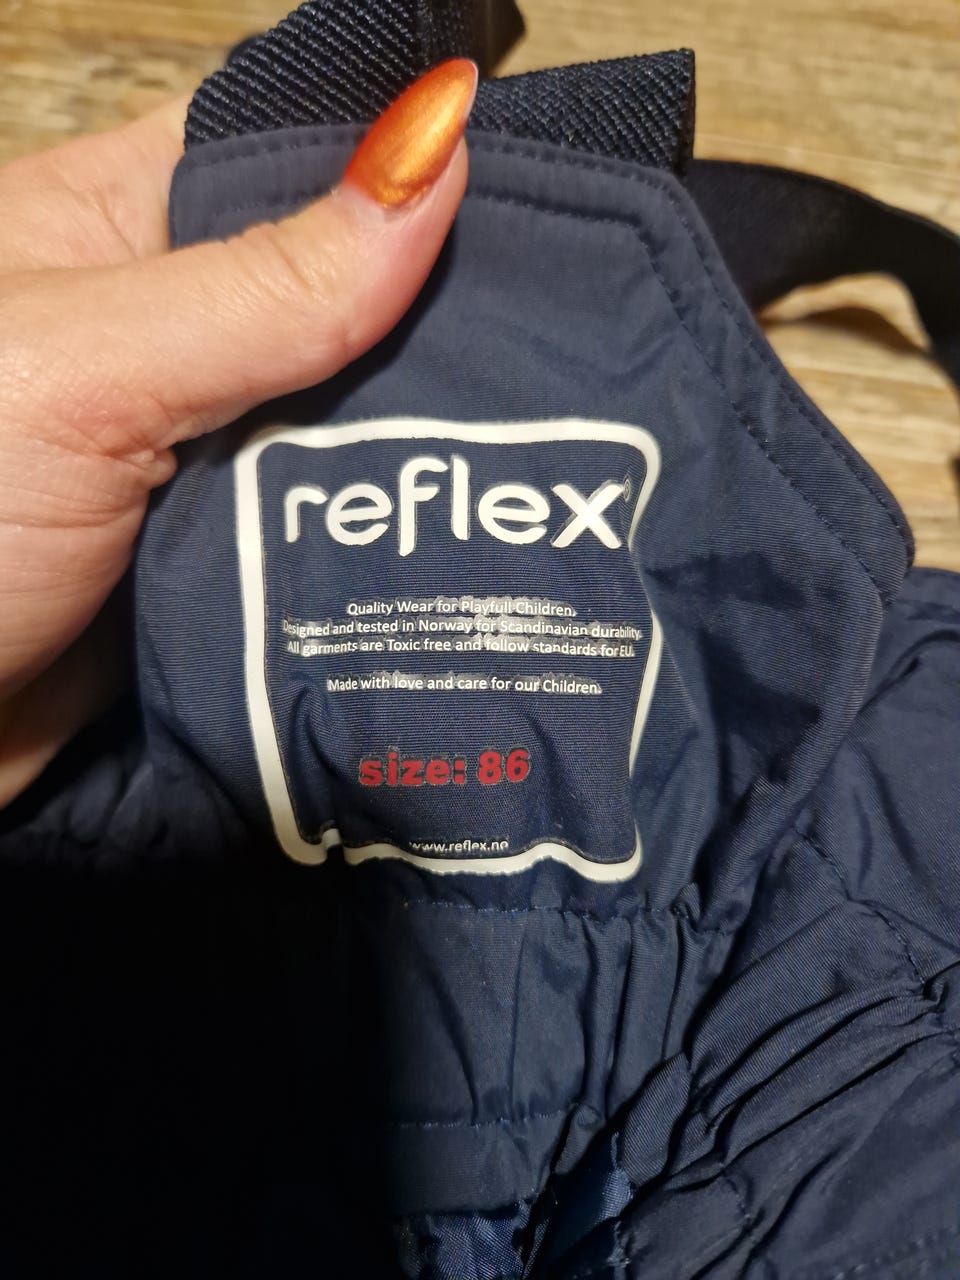 reflex®
Quality Wear for Playfull Children.
Designed and tested in Norway for Scandinavian durability.
All garments are Toxic free and follow standards for EU.
Made with love and care for our Children.
size: 86
www.reflex.no